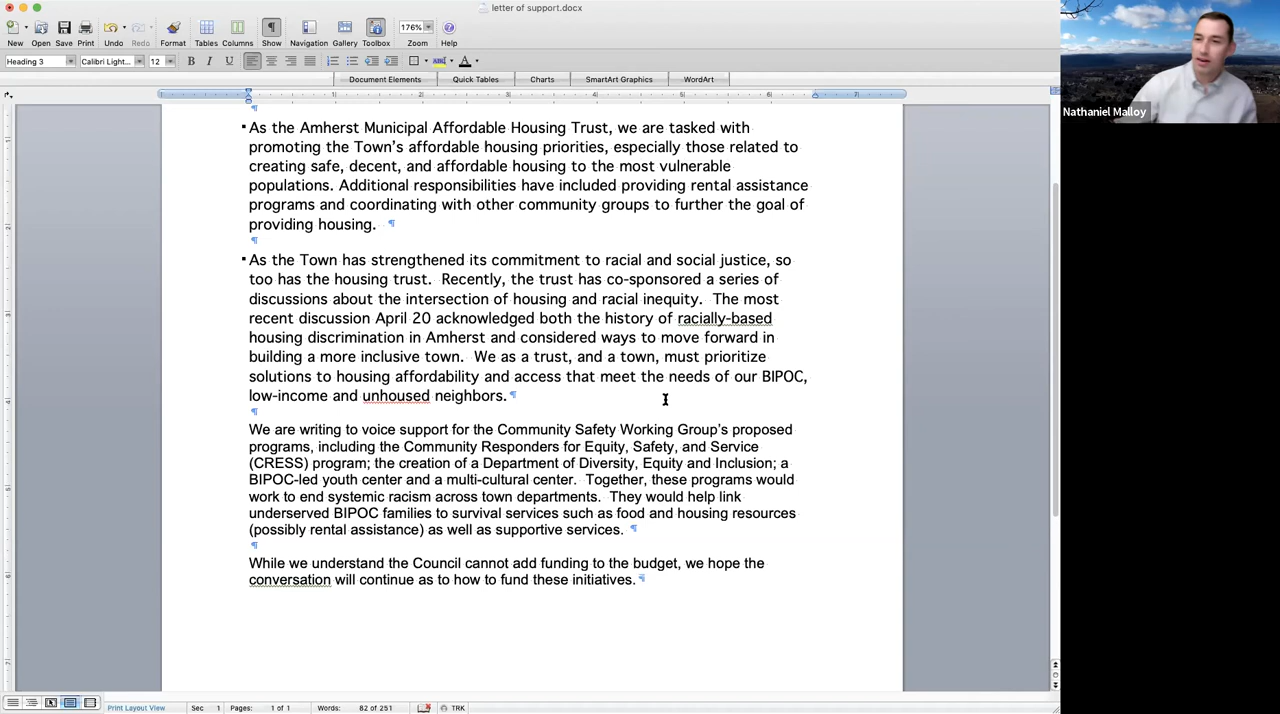 letter of support.docx
New Open Save Print Undo Redo Format Tables Columns Show Navigation Gallery Toolbox 176% Zoom Help
Heading 3 Calibri Light... 12 B I U
Document Elements Quick Tables Charts SmartArt Graphics WordArt
As the Amherst Municipal Affordable Housing Trust, we are tasked with
promoting the Town's affordable housing priorities, especially those related to
creating safe, decent, and affordable housing to the most vulnerable
populations. Additional responsibilities have included providing rental assistance
programs and coordinating with other community groups to further the goal of
providing housing.
As the Town has strengthened its commitment to racial and social justice, so
too has the housing trust. Recently, the trust has co-sponsored a series of
discussions about the intersection of housing and racial inequity. The most
recent discussion April 20 acknowledged both the history of racially-based
housing discrimination in Amherst and considered ways to move forward in
building a more inclusive town. We as a trust, and a town, must prioritize
solutions to housing affordability and access that meet the needs of our BIPOC,
low-income and unhoused neighbors.
We are writing to voice support for the Community Safety Working Group's proposed
programs, including the Community Responders for Equity, Safety, and Service
(CRESS) program; the creation of a Department of Diversity, Equity and Inclusion; a
BIPOC-led youth center and a multi-cultural center. Together, these programs would
work to end systemic racism across town departments. They would help link
underserved BIPOC families to survival services such as food and housing resources
(possibly rental assistance) as well as supportive services.
While we understand the Council cannot add funding to the budget, we hope the
conversation will continue as to how to fund these initiatives.
Print Layout View Sec 1 Pages: 1 of 1 Words: 82 of 251 TRK
Nathaniel Malloy